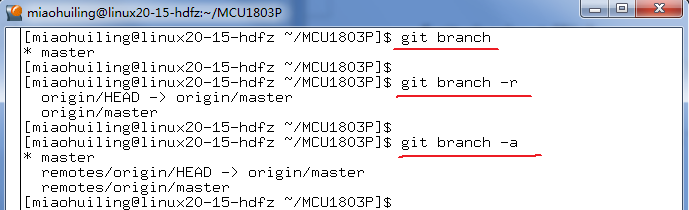 miaohuiling@linux20-15-hdfz:~/MCU1803P
[miaohuiling@linux20-15-hdfz ~/MCU1803P]$ git branch
* master
[miaohuiling@linux20-15-hdfz ~/MCU1803P]$
[miaohuiling@linux20-15-hdfz ~/MCU1803P]$ git branch -r
  origin/HEAD -> origin/master
  origin/master
[miaohuiling@linux20-15-hdfz ~/MCU1803P]$
[miaohuiling@linux20-15-hdfz ~/MCU1803P]$ git branch -a
* master
  remotes/origin/HEAD -> origin/master
  remotes/origin/master
[miaohuiling@linux20-15-hdfz ~/MCU1803P]$